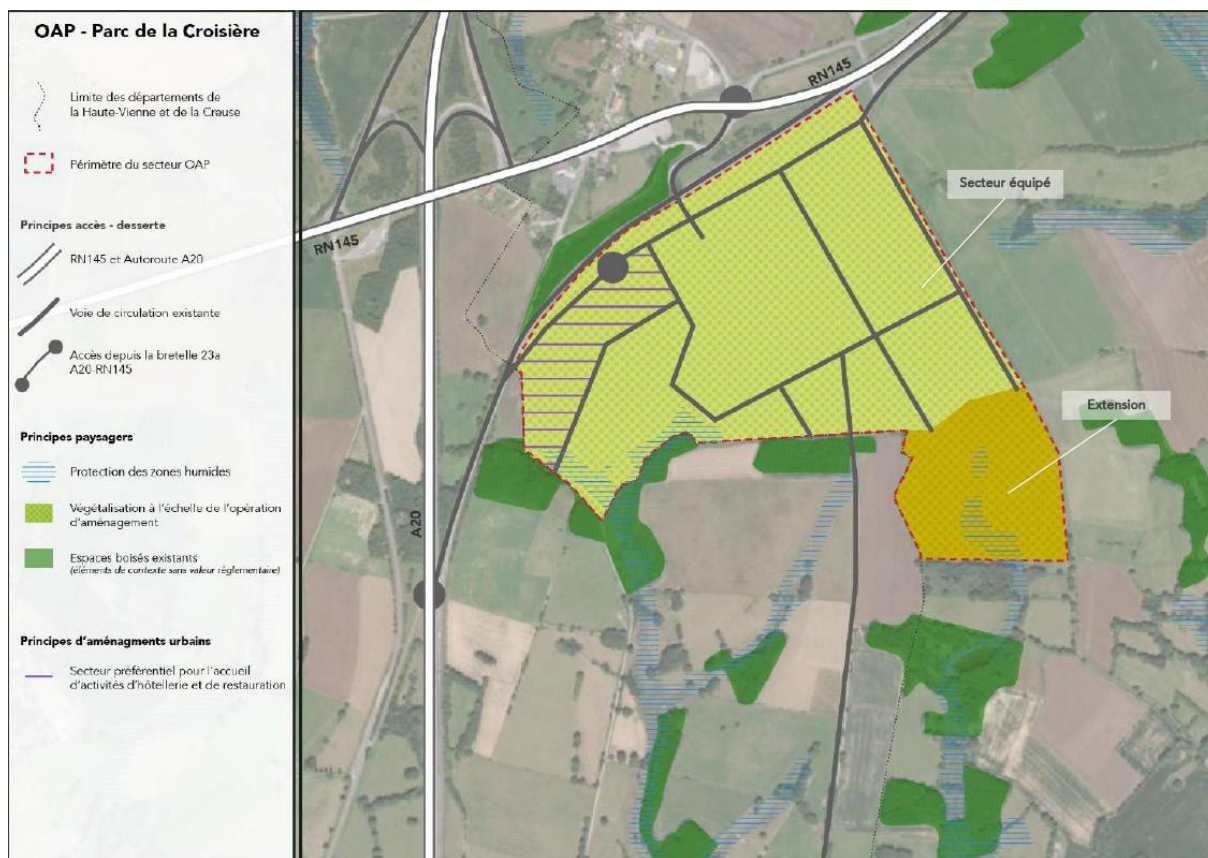 OAP - Parc de la Croisière
Limite des départements de
la Haute-Vienne et de la Creuse
Périmètre du secteur OAP
Principes accès - desserte
RN145 et Autoroute A20
Voie de circulation existante
Accès depuis la bretelle 23a
A20-RN145
Principes paysagers
Protection des zones humides
Végétalisation à l'échelle de l'opération
d'aménagement
Espaces boisés existants
(éléments de contexte sans valeur règlementaire)
Principes d'aménagments urbains
Secteur préférentiel pour l'accueil
d'activités d'hôtellerie et de restauration
RN145
RN145
Secteur équipé
Extension
A20